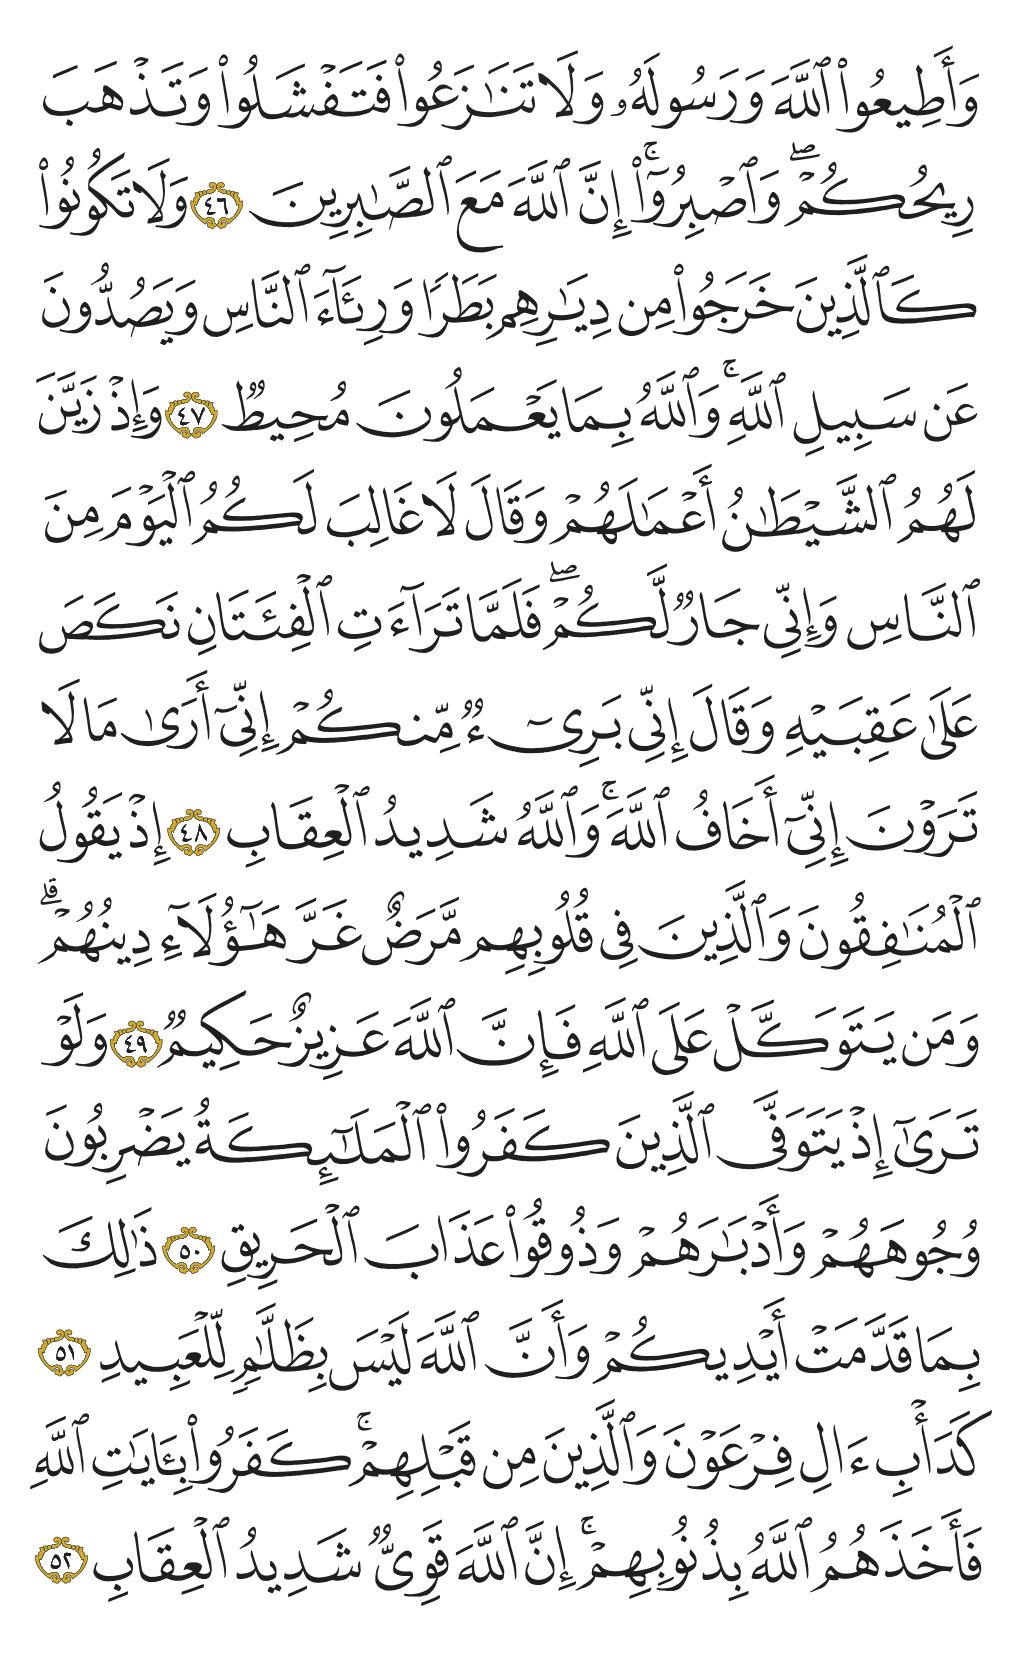 وَأَطِيعُوا۟ ٱللَّهَ وَرَسُولَهُۥ وَلَا تَنَـٰزَعُوا۟ فَتَفْشَلُوا۟ وَتَذْهَبَ
رِيحُكُمْ ۖ وَٱصْبِرُوٓا۟ ۚ إِنَّ ٱللَّهَ مَعَ ٱلصَّـٰبِرِينَ ٤٦ وَلَا تَكُونُوا۟
كَٱلَّذِينَ خَرَجُوا۟ مِن دِيَـٰرِهِم بَطَرًا وَرِئَآءَ ٱلنَّاسِ وَيَصُدُّونَ
عَن سَبِيلِ ٱللَّهِ ۚ وَٱللَّهُ بِمَا يَعْمَلُونَ مُحِيطٌ ٤٧ وَإِذْ زَيَّنَ
لَهُمُ ٱلشَّيْطَـٰنُ أَعْمَـٰلَهُمْ وَقَالَ لَا غَالِبَ لَكُمُ ٱلْيَوْمَ مِنَ
ٱلنَّاسِ وَإِنِّى جَارٌ لَّكُمْ ۖ فَلَمَّا تَرَآءَتِ ٱلْفِئَتَانِ نَكَصَ
عَلَىٰ عَقِبَيْهِ وَقَالَ إِنِّى بَرِىٓءٌ مِّنكُمْ إِنِّىٓ أَرَىٰ مَا لَا
تَرَوْنَ إِنِّىٓ أَخَافُ ٱللَّهَ ۚ وَٱللَّهُ شَدِيدُ ٱلْعِقَابِ ٤٨ إِذْ يَقُولُ
ٱلْمُنَـٰفِقُونَ وَٱلَّذِينَ فِى قُلُوبِهِم مَّرَضٌ غَرَّ هَـٰٓؤُلَآءِ دِينُهُمْ ۗ
وَمَن يَتَوَكَّلْ عَلَى ٱللَّهِ فَإِنَّ ٱللَّهَ عَزِيزٌ حَكِيمٌ ٤٩ وَلَوْ
تَرَىٰٓ إِذْ يَتَوَفَّى ٱلَّذِينَ كَفَرُوا۟ ٱلْمَلَـٰٓئِكَةُ يَضْرِبُونَ
وُجُوهَهُمْ وَأَدْبَـٰرَهُمْ وَذُوقُوا۟ عَذَابَ ٱلْحَرِيقِ ٥٠ ذَٰلِكَ
بِمَا قَدَّمَتْ أَيْدِيكُمْ وَأَنَّ ٱللَّهَ لَيْسَ بِظَلَّـٰمٍ لِّلْعَبِيدِ ٥١
كَدَأْبِ ءَالِ فِرْعَوْنَ وَٱلَّذِينَ مِن قَبْلِهِمْ ۚ كَفَرُوا۟ بِـَٔايَـٰتِ ٱللَّهِ
فَأَخَذَهُمُ ٱللَّهُ بِذُنُوبِهِمْ ۚ إِنَّ ٱللَّهَ قَوِىٌّ شَدِيدُ ٱلْعِقَابِ ٥٢